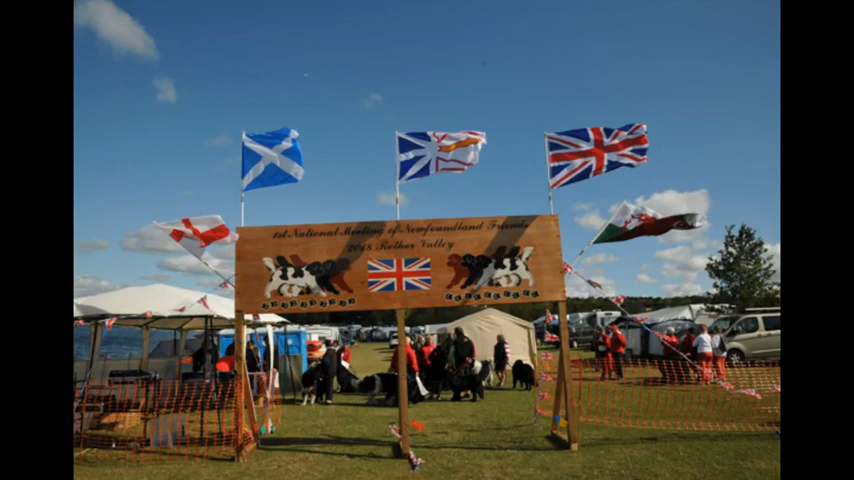 1st National Meeting of Newfoundland Friends
2018 Rother Valley